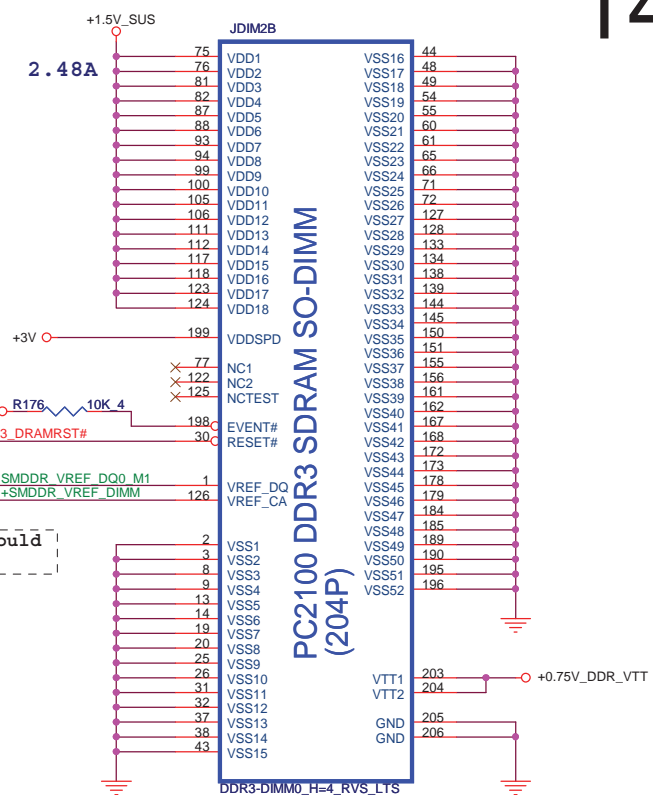 +1.5V_SUS
JDIM2B
2.48A
75 VDD1
76 VDD2
81 VDD3
82 VDD4
87 VDD5
88 VDD6
93 VDD7
94 VDD8
99 VDD9
100 VDD10
105 VDD11
106 VDD12
111 VDD13
112 VDD14
117 VDD15
118 VDD16
123 VDD17
124 VDD18
+3V 199 VDDSPD
77 NC1
122 NC2
125 NCTEST
R176 10K_4
198 EVENT#
3_DRAMRST# 30 RESET#
SMDDR_VREF_DQ0_M1 1 VREF_DQ
+SMDDR_VREF_DIMM 126 VREF_CA
ould
2 VSS1
3 VSS2
8 VSS3
9 VSS4
13 VSS5
14 VSS6
19 VSS7
20 VSS8
25 VSS9
26 VSS10
31 VSS11
32 VSS12
37 VSS13
38 VSS14
43 VSS15
PC2100 DDR3 SDRAM SO-DIMM
(204P)
VSS16 44
VSS17 48
VSS18 49
VSS19 54
VSS20 55
VSS21 60
VSS22 61
VSS23 65
VSS24 66
VSS25 71
VSS26 72
VSS27 127
VSS28 128
VSS29 133
VSS30 134
VSS31 138
VSS32 139
VSS33 144
VSS34 145
VSS35 150
VSS36 151
VSS37 155
VSS38 156
VSS39 161
VSS40 162
VSS41 167
VSS42 168
VSS43 172
VSS44 173
VSS45 178
VSS46 179
VSS47 184
VSS48 185
VSS49 189
VSS50 190
VSS51 195
VSS52 196
VTT1 203 +0.75V_DDR_VTT
VTT2 204
GND 205
GND 206
DDR3-DIMM0_H=4_RVS_LTS